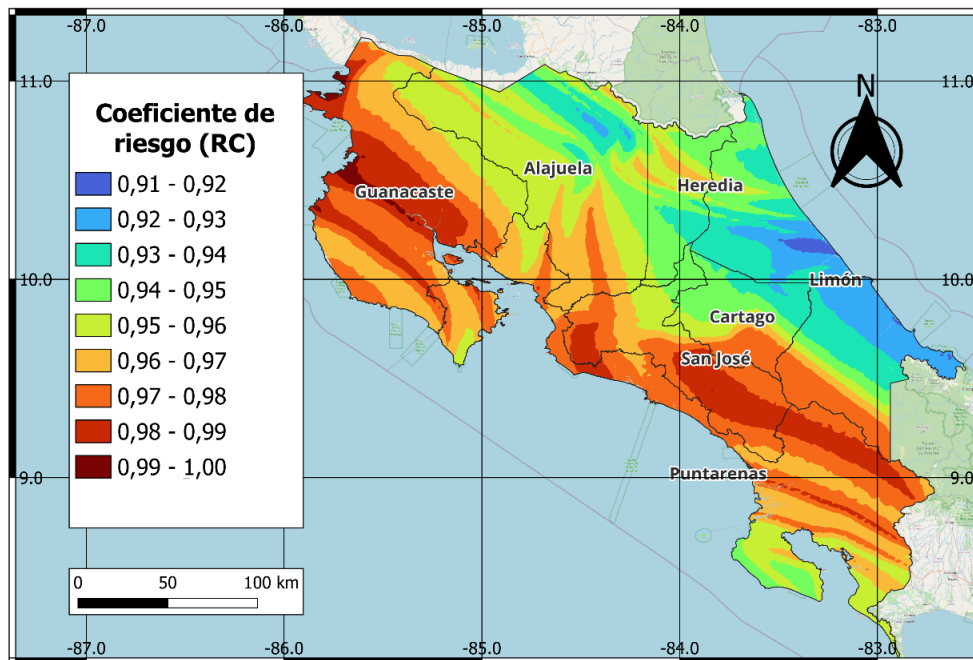 -87.0 -86.0 -85.0 -84.0 -83.0
11.0 11.0
Coeficiente de
riesgo (RC)
0,91 - 0,92
0,92 - 0,93
0,93 - 0,94
0,94 - 0,95
0,95 - 0,96
0,96 - 0,97
0,97 - 0,98
0,98 - 0,99
0,99 - 1,00
N
Alajuela
Heredia
Guanacaste
10.0 10.0
Limón
Cartago
San José
Puntarenas
9.0 9.0
0 50 100 km
-87.0 -86.0 -85.0 -84.0 -83.0